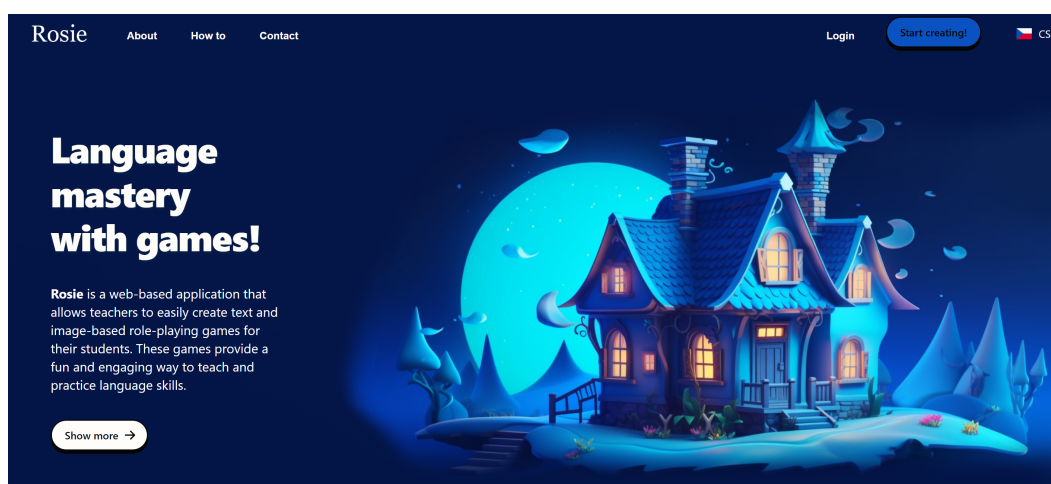 Rosie
About
How to
Contact
Login
Start creating!
CS
Language
mastery
with games!
Rosie is a web-based application that
allows teachers to easily create text and
image-based role-playing games for
their students. These games provide a
fun and engaging way to teach and
practice language skills.
Show more →